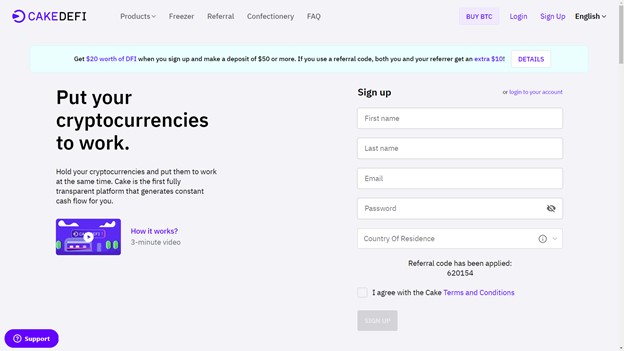 CAKEDEFI
Products
Freezer
Referral
Confectionery
FAQ
BUY BTC
Login
Sign Up
English
Get $20 worth of DFI when you sign up and make a deposit of $50 or more. If you use a referral code, both you and your referrer get an extra $10!
DETAILS
Put your
cryptocurrencies
to work.
Hold your cryptocurrencies and put them to work
at the same time. Cake is the first fully
transparent platform that generates constant
cash flow for you.
CAKEDEFI
How it works?
3-minute video
Sign up
or login to your account
First name
Last name
Email
Password
Country Of Residence
Referral code has been applied:
620154
I agree with the Cake Terms and Conditions
SIGN UP
Support